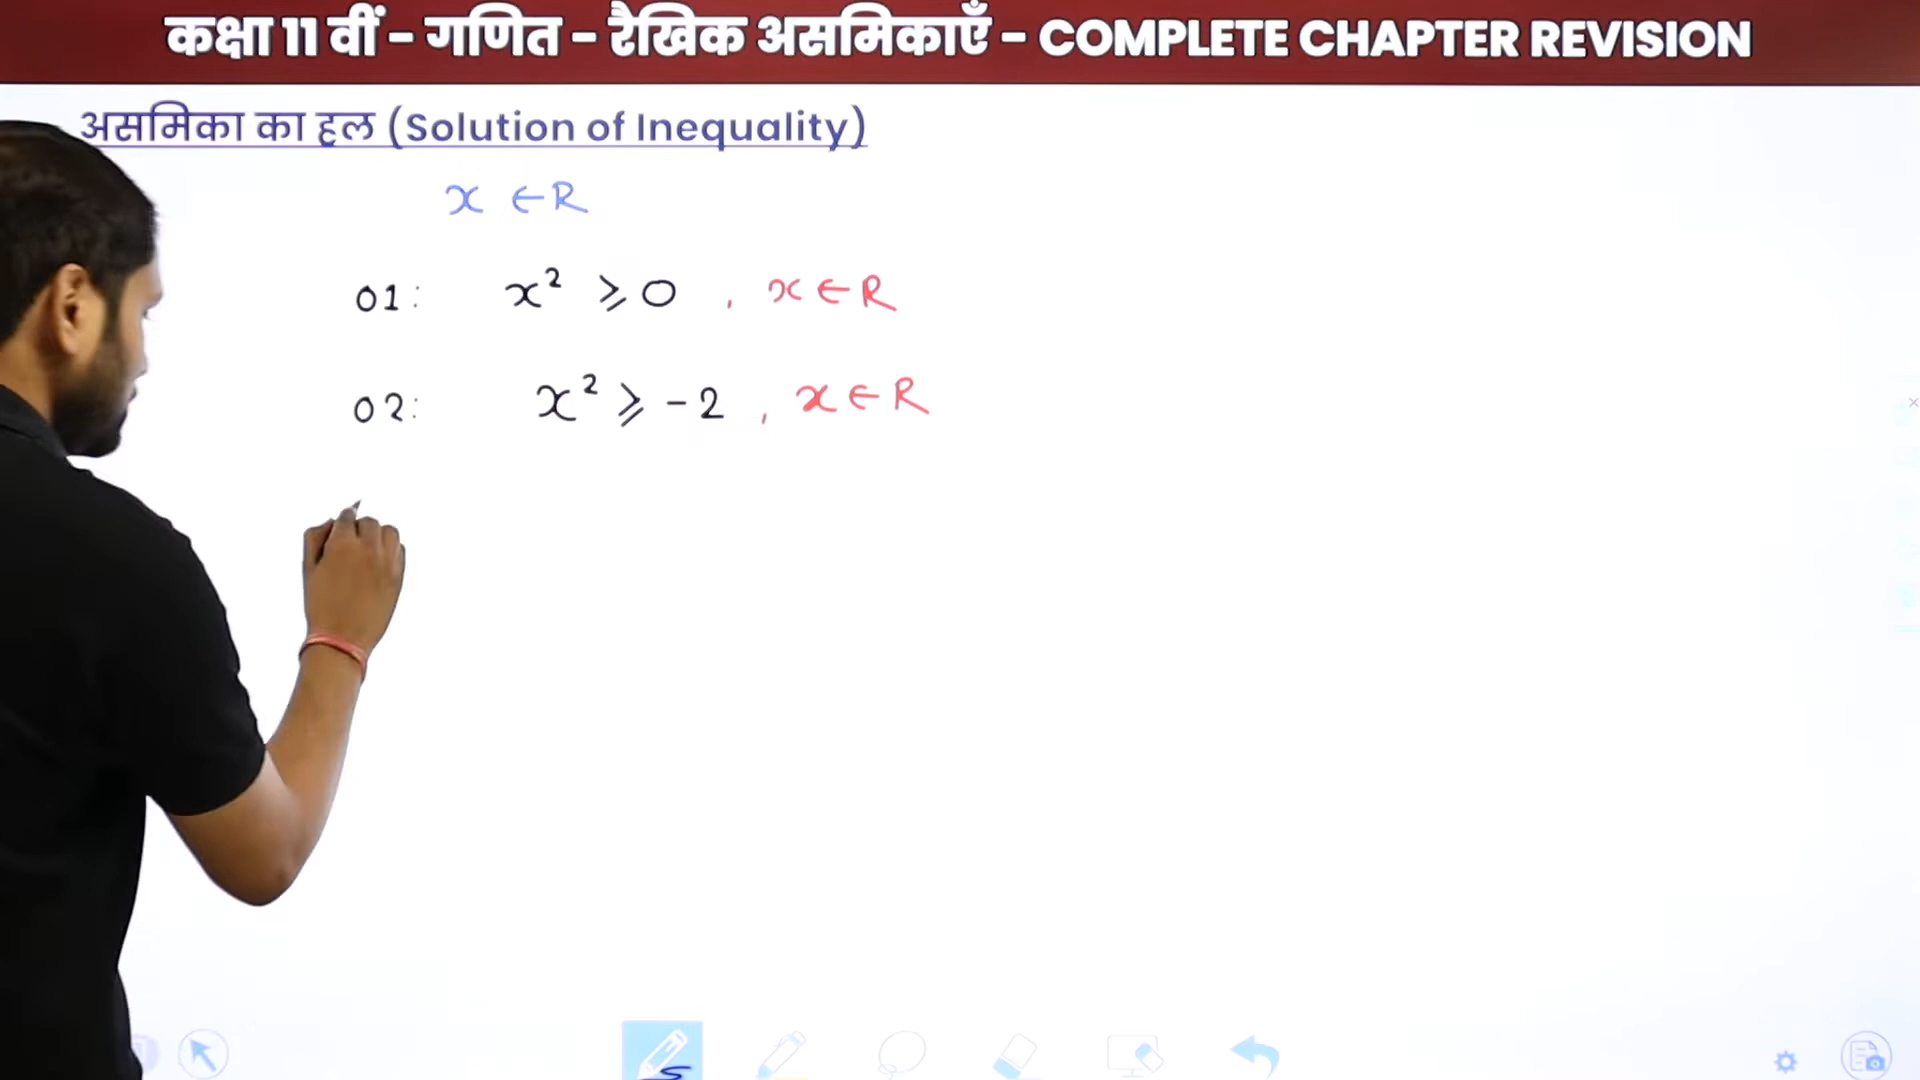 कक्षा 11 वीं – गणित – रैखिक असमिकाएँ – COMPLETE CHAPTER REVISION
असमिका का हल (Solution of Inequality)
x ∈ R
01: x² ⩾ 0 , x ∈ R
02: x² ⩾ -2 , x ∈ R